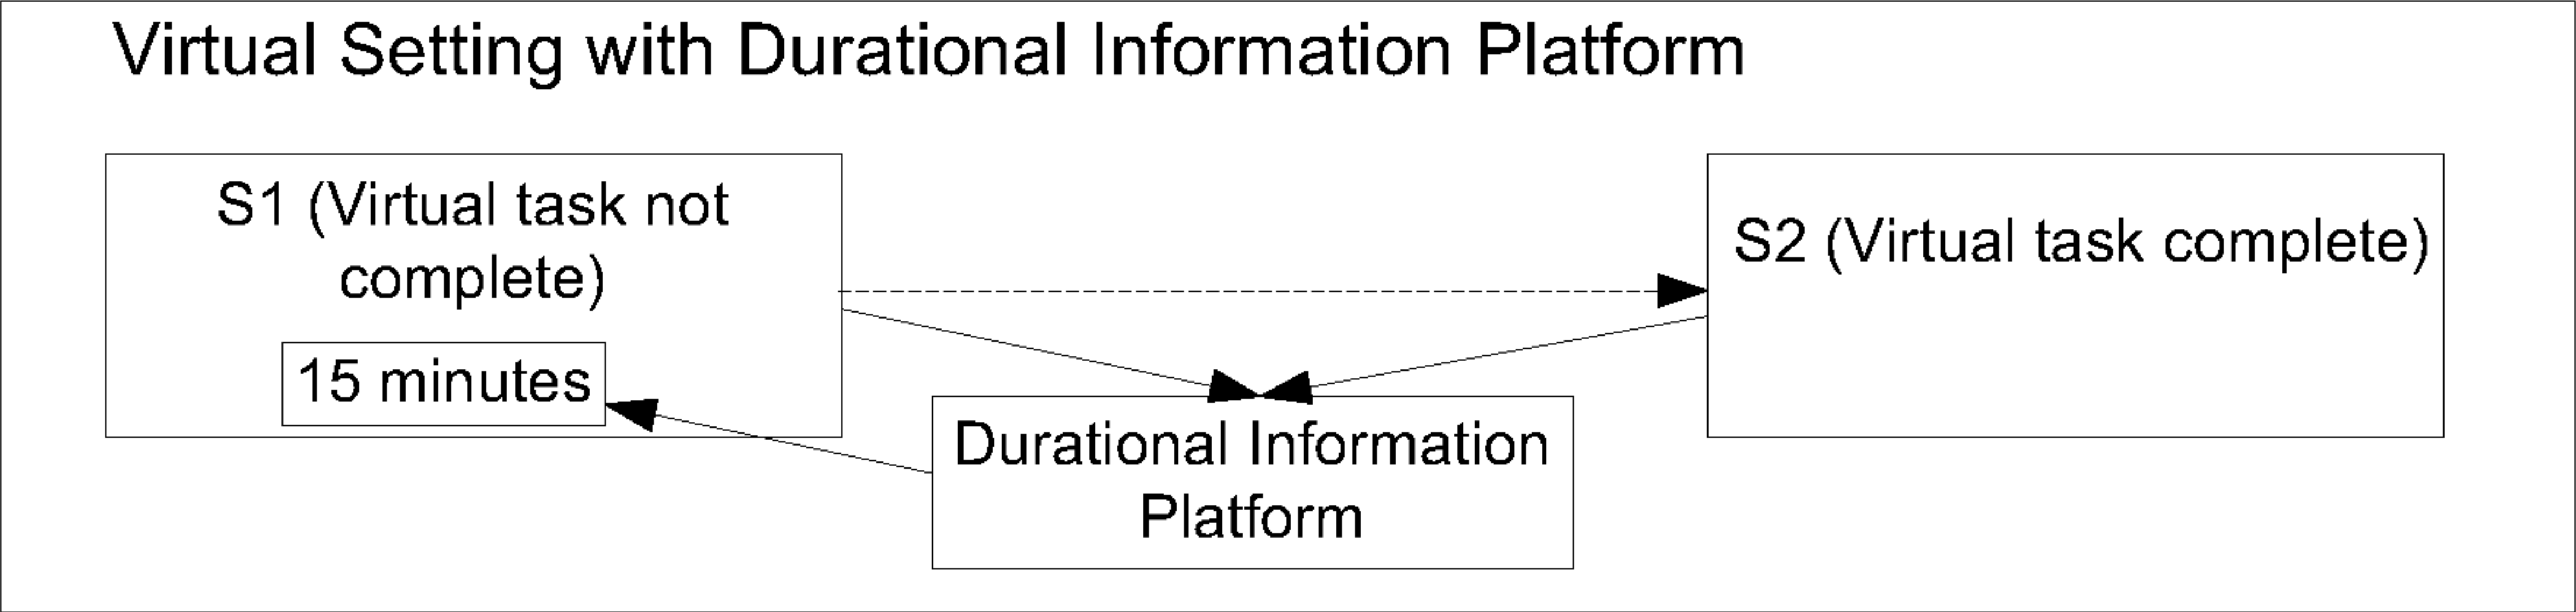 Virtual Setting with Durational Information Platform
S1 (Virtual task not
complete)
15 minutes
S2 (Virtual task complete)
Durational Information
Platform